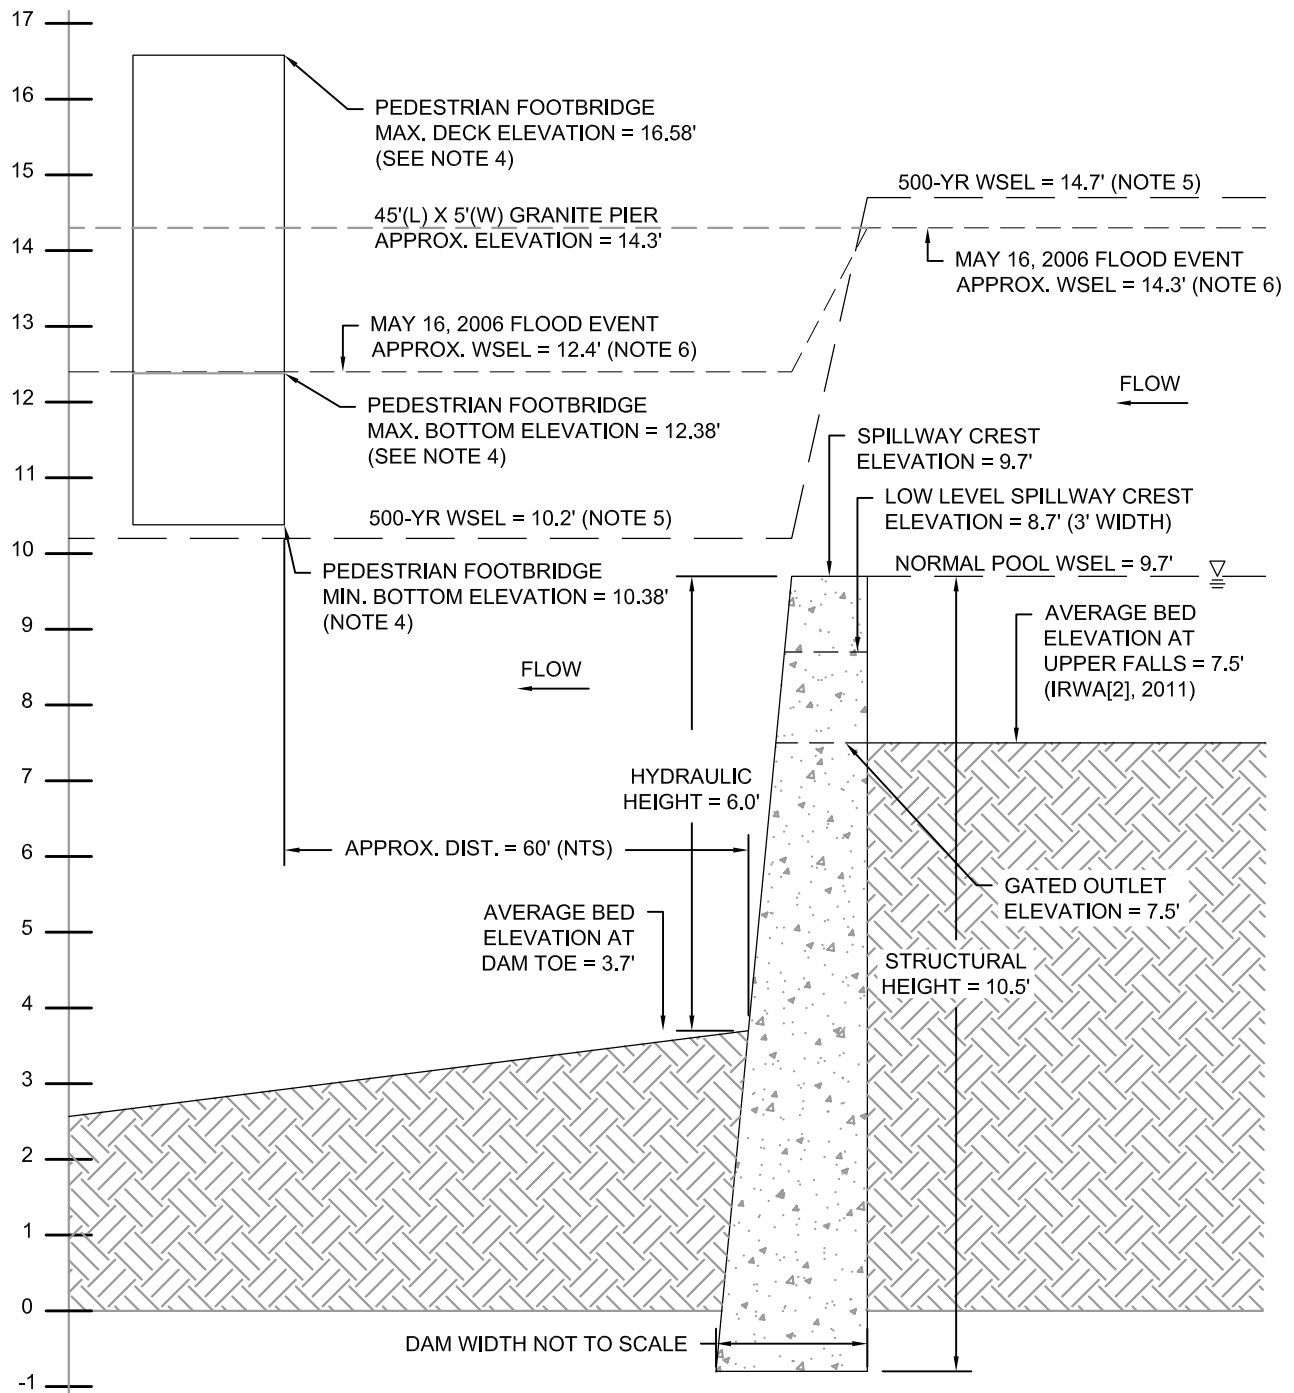 17
16
15
14
13
12
11
10
9
8
7
6
5
4
3
2
1
0
-1
PEDESTRIAN FOOTBRIDGE
MAX. DECK ELEVATION = 16.58'
(SEE NOTE 4)
45'(L) X 5'(W) GRANITE PIER
APPROX. ELEVATION = 14.3'
500-YR WSEL = 14.7' (NOTE 5)
MAY 16, 2006 FLOOD EVENT
APPROX. WSEL = 14.3' (NOTE 6)
MAY 16, 2006 FLOOD EVENT
APPROX. WSEL = 12.4' (NOTE 6)
FLOW
PEDESTRIAN FOOTBRIDGE
MAX. BOTTOM ELEVATION = 12.38'
(SEE NOTE 4)
SPILLWAY CREST
ELEVATION = 9.7'
LOW LEVEL SPILLWAY CREST
ELEVATION = 8.7' (3' WIDTH)
500-YR WSEL = 10.2' (NOTE 5)
NORMAL POOL WSEL = 9.7'
PEDESTRIAN FOOTBRIDGE
MIN. BOTTOM ELEVATION = 10.38'
(NOTE 4)
AVERAGE BED
ELEVATION AT
UPPER FALLS = 7.5'
(IRWA[2], 2011)
FLOW
HYDRAULIC
HEIGHT = 6.0'
APPROX. DIST. = 60' (NTS)
GATED OUTLET
ELEVATION = 7.5'
AVERAGE BED
ELEVATION AT
DAM TOE = 3.7'
STRUCTURAL
HEIGHT = 10.5'
DAM WIDTH NOT TO SCALE